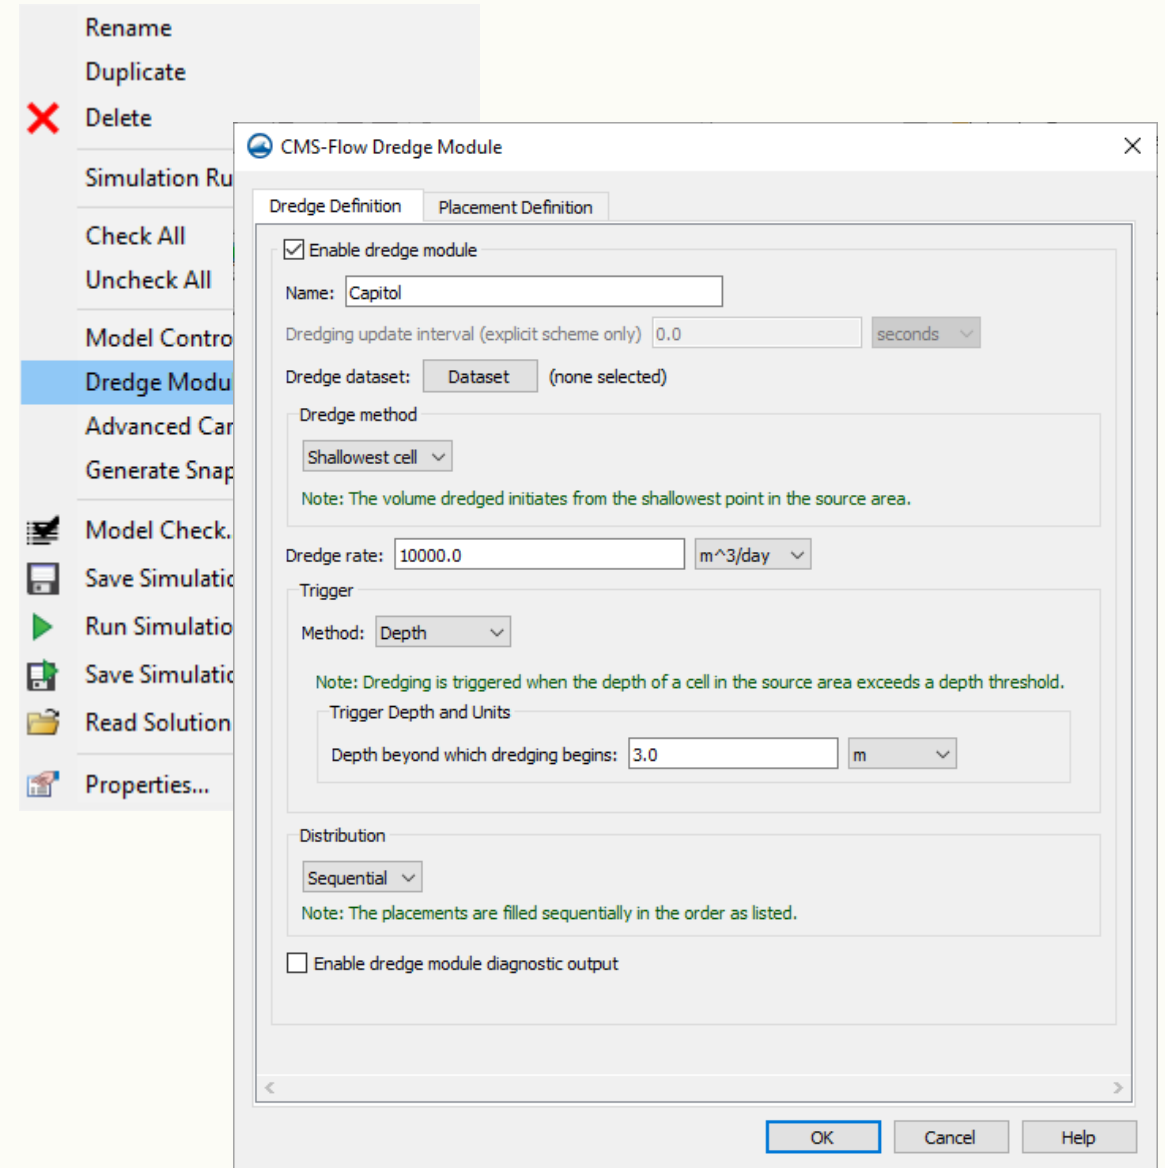 Rename
Duplicate
Delete
Simulation Ru
Check All
Uncheck All
Model Contro
Dredge Modu
Advanced Car
Generate Snap
Model Check.
Save Simulatio
Run Simulatio
Save Simulatio
Read Solution
Properties...
CMS-Flow Dredge Module
Dredge Definition Placement Definition
Enable dredge module
Name: Capitol
Dredging update interval (explicit scheme only) 0.0 seconds
Dredge dataset: Dataset (none selected)
Dredge method
Shallowest cell
Note: The volume dredged initiates from the shallowest point in the source area.
Dredge rate: 10000.0 m^3/day
Trigger
Method: Depth
Note: Dredging is triggered when the depth of a cell in the source area exceeds a depth threshold.
Trigger Depth and Units
Depth beyond which dredging begins: 3.0 m
Distribution
Sequential
Note: The placements are filled sequentially in the order as listed.
Enable dredge module diagnostic output
OK Cancel Help